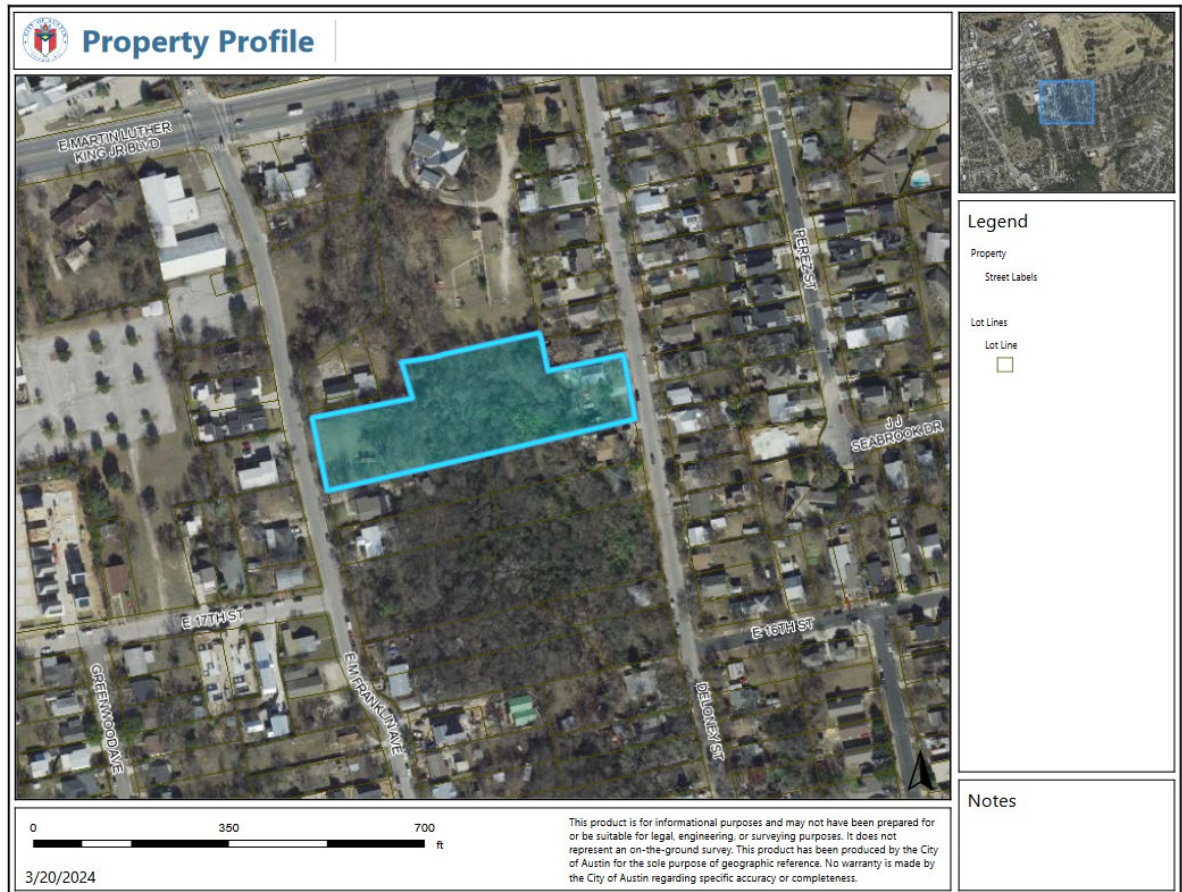 Property Profile
E MARTIN LUTHER
KING JR BLVD
PEREZ ST
J J
SEABROOK DR
E 17TH ST
E 16TH ST
GREENWOOD AVE
E M FRANKLIN AVE
DELONEY ST
Legend
Property
Street Labels
Lot Lines
Lot Line
Notes
0 350 700
ft
3/20/2024
This product is for informational purposes and may not have been prepared for
or be suitable for legal, engineering, or surveying purposes. It does not
represent an on-the-ground survey. This product has been produced by the City
of Austin for the sole purpose of geographic reference. No warranty is made by
the City of Austin regarding specific accuracy or completeness.